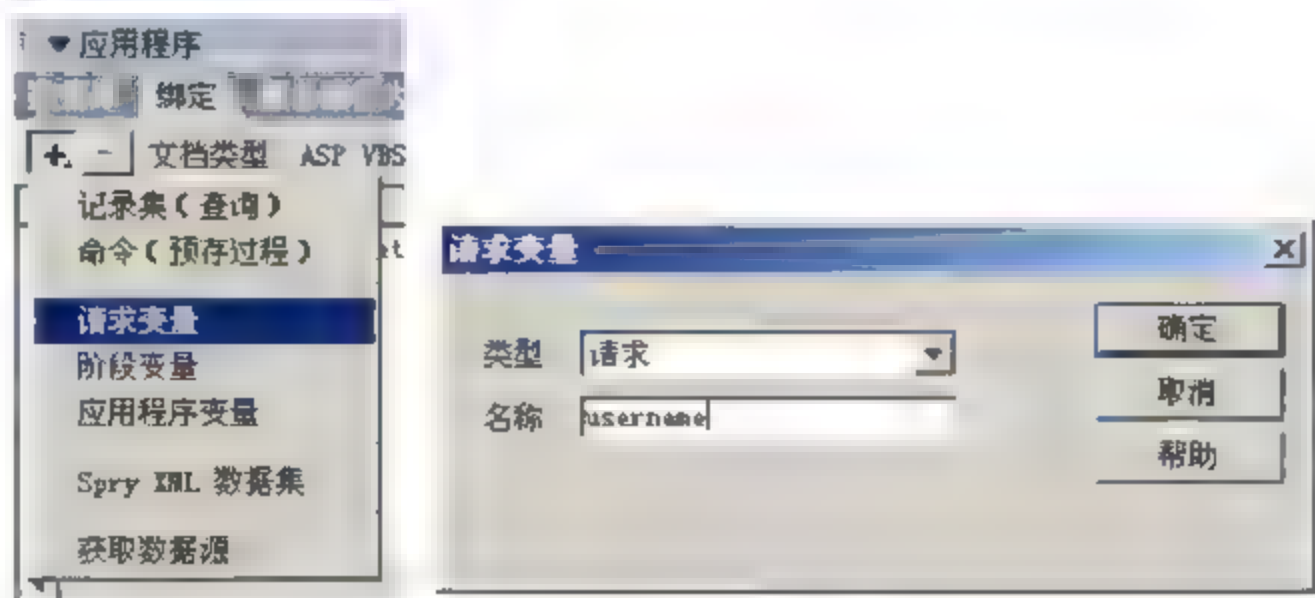 应用程序
绑定
文档类型 ASP VBS
记录集(查询)
命令(预存过程)
请求变量
阶段变量
应用程序变量
Spry XML 数据集
获取数据源
请求变量
类型 请求
名称 username
确定
取消
帮助